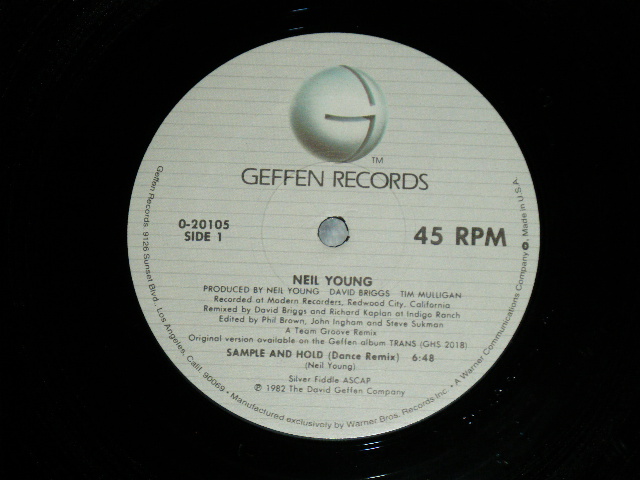 G
TM
GEFFEN RECORDS
0-20105
SIDE 1
45 RPM
NEIL YOUNG
PRODUCED BY NEIL YOUNG DAVID BRIGGS TIM MULLIGAN
Recorded at Modern Recorders, Redwood City, California
Remixed by David Briggs and Richard Kaplan at Indigo Ranch
Edited by Phil Brown, John Ingham and Steve Sukman
A Team Groove Remix
Original version available on the Geffen album TRANS (GHS 2018)
SAMPLE AND HOLD (Dance Remix) 6:48
(Neil Young)
Silver Fiddle ASCAP
℗ 1982 The David Geffen Company
Geffen Records, 9126 Sunset Blvd., Los Angeles, Calif. 90069 • Manufactured exclusively by Warner Bros. Records Inc. • A Warner Communications Company Made in U.S.A.